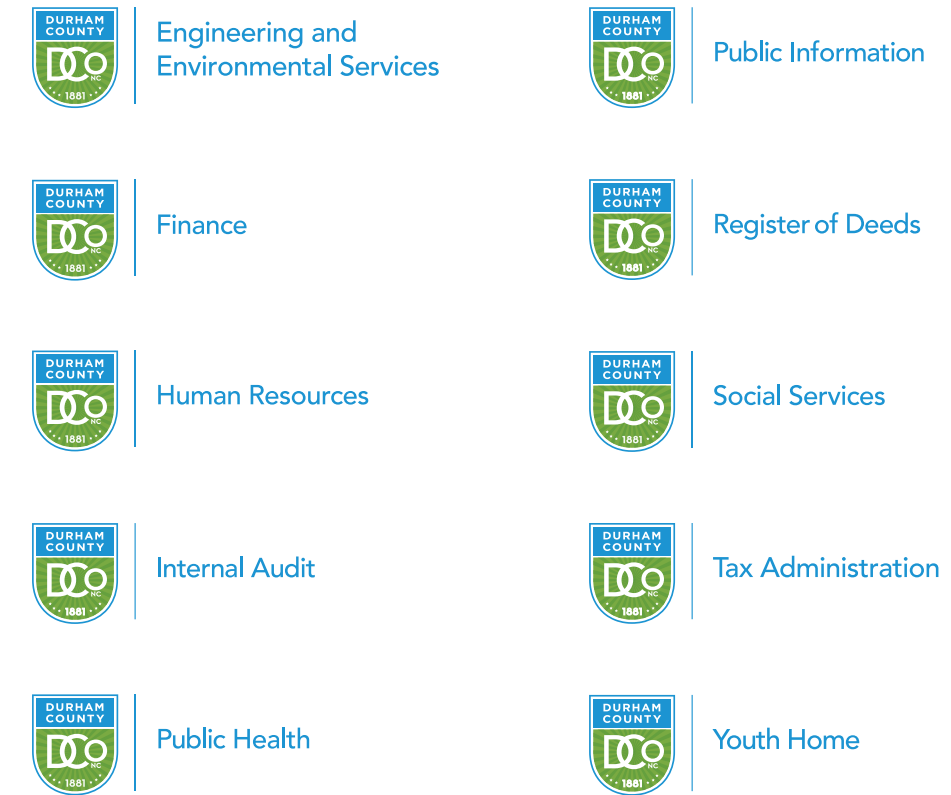 DURHAM
COUNTY
DCo
NC
1881
Engineering and
Environmental Services
DURHAM
COUNTY
DCo
NC
1881
Public Information
DURHAM
COUNTY
DCo
NC
1881
Finance
DURHAM
COUNTY
DCo
NC
1881
Register of Deeds
DURHAM
COUNTY
DCo
NC
1881
Human Resources
DURHAM
COUNTY
DCo
NC
1881
Social Services
DURHAM
COUNTY
DCo
NC
1881
Internal Audit
DURHAM
COUNTY
DCo
NC
1881
Tax Administration
DURHAM
COUNTY
DCo
NC
1881
Public Health
DURHAM
COUNTY
DCo
NC
1881
Youth Home